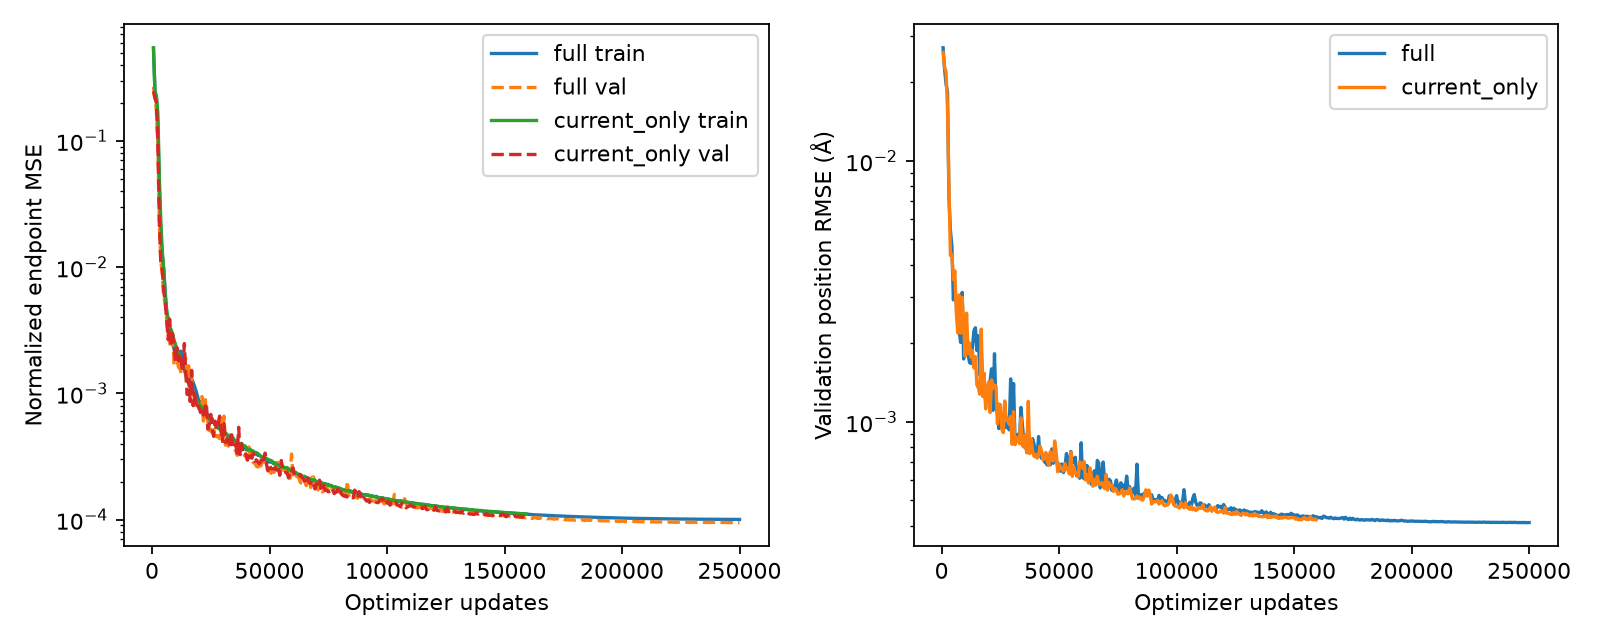 full train
full val
current_only train
current_only val
10⁻¹
10⁻²
10⁻³
10⁻⁴
Normalized endpoint MSE
0
50000
100000
150000
200000
250000
Optimizer updates
full
current_only
10⁻²
10⁻³
Validation position RMSE (Å)
0
50000
100000
150000
200000
250000
Optimizer updates